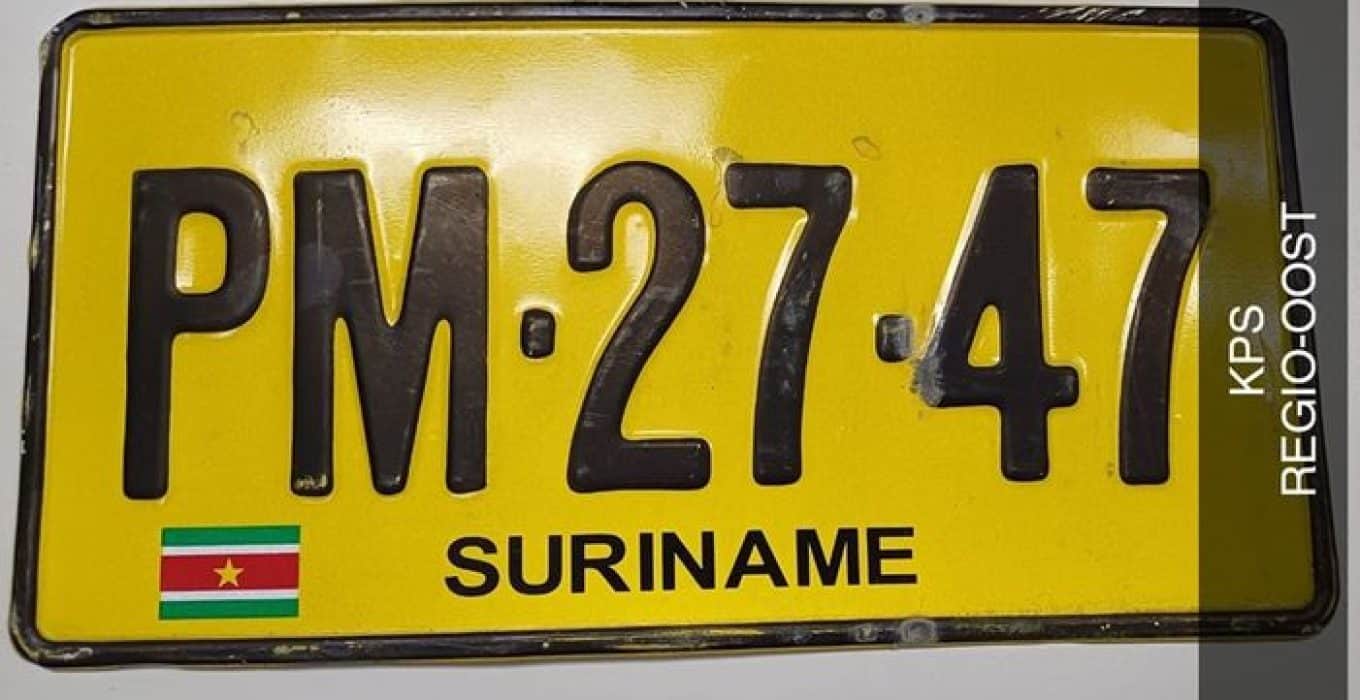 PM·27·47
SURINAME
KPS
REGIO-OOST